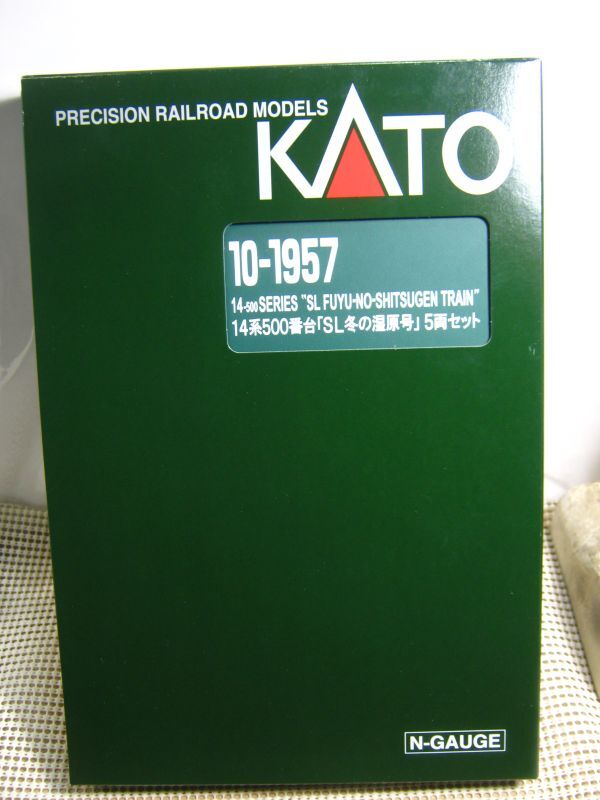 PRECISION RAILROAD MODELS
KATO
10-1957
14-500 SERIES "SL FUYU-NO-SHITSUGEN TRAIN"
14系500番台「SL冬の湿原号」5両セット
N-GAUGE